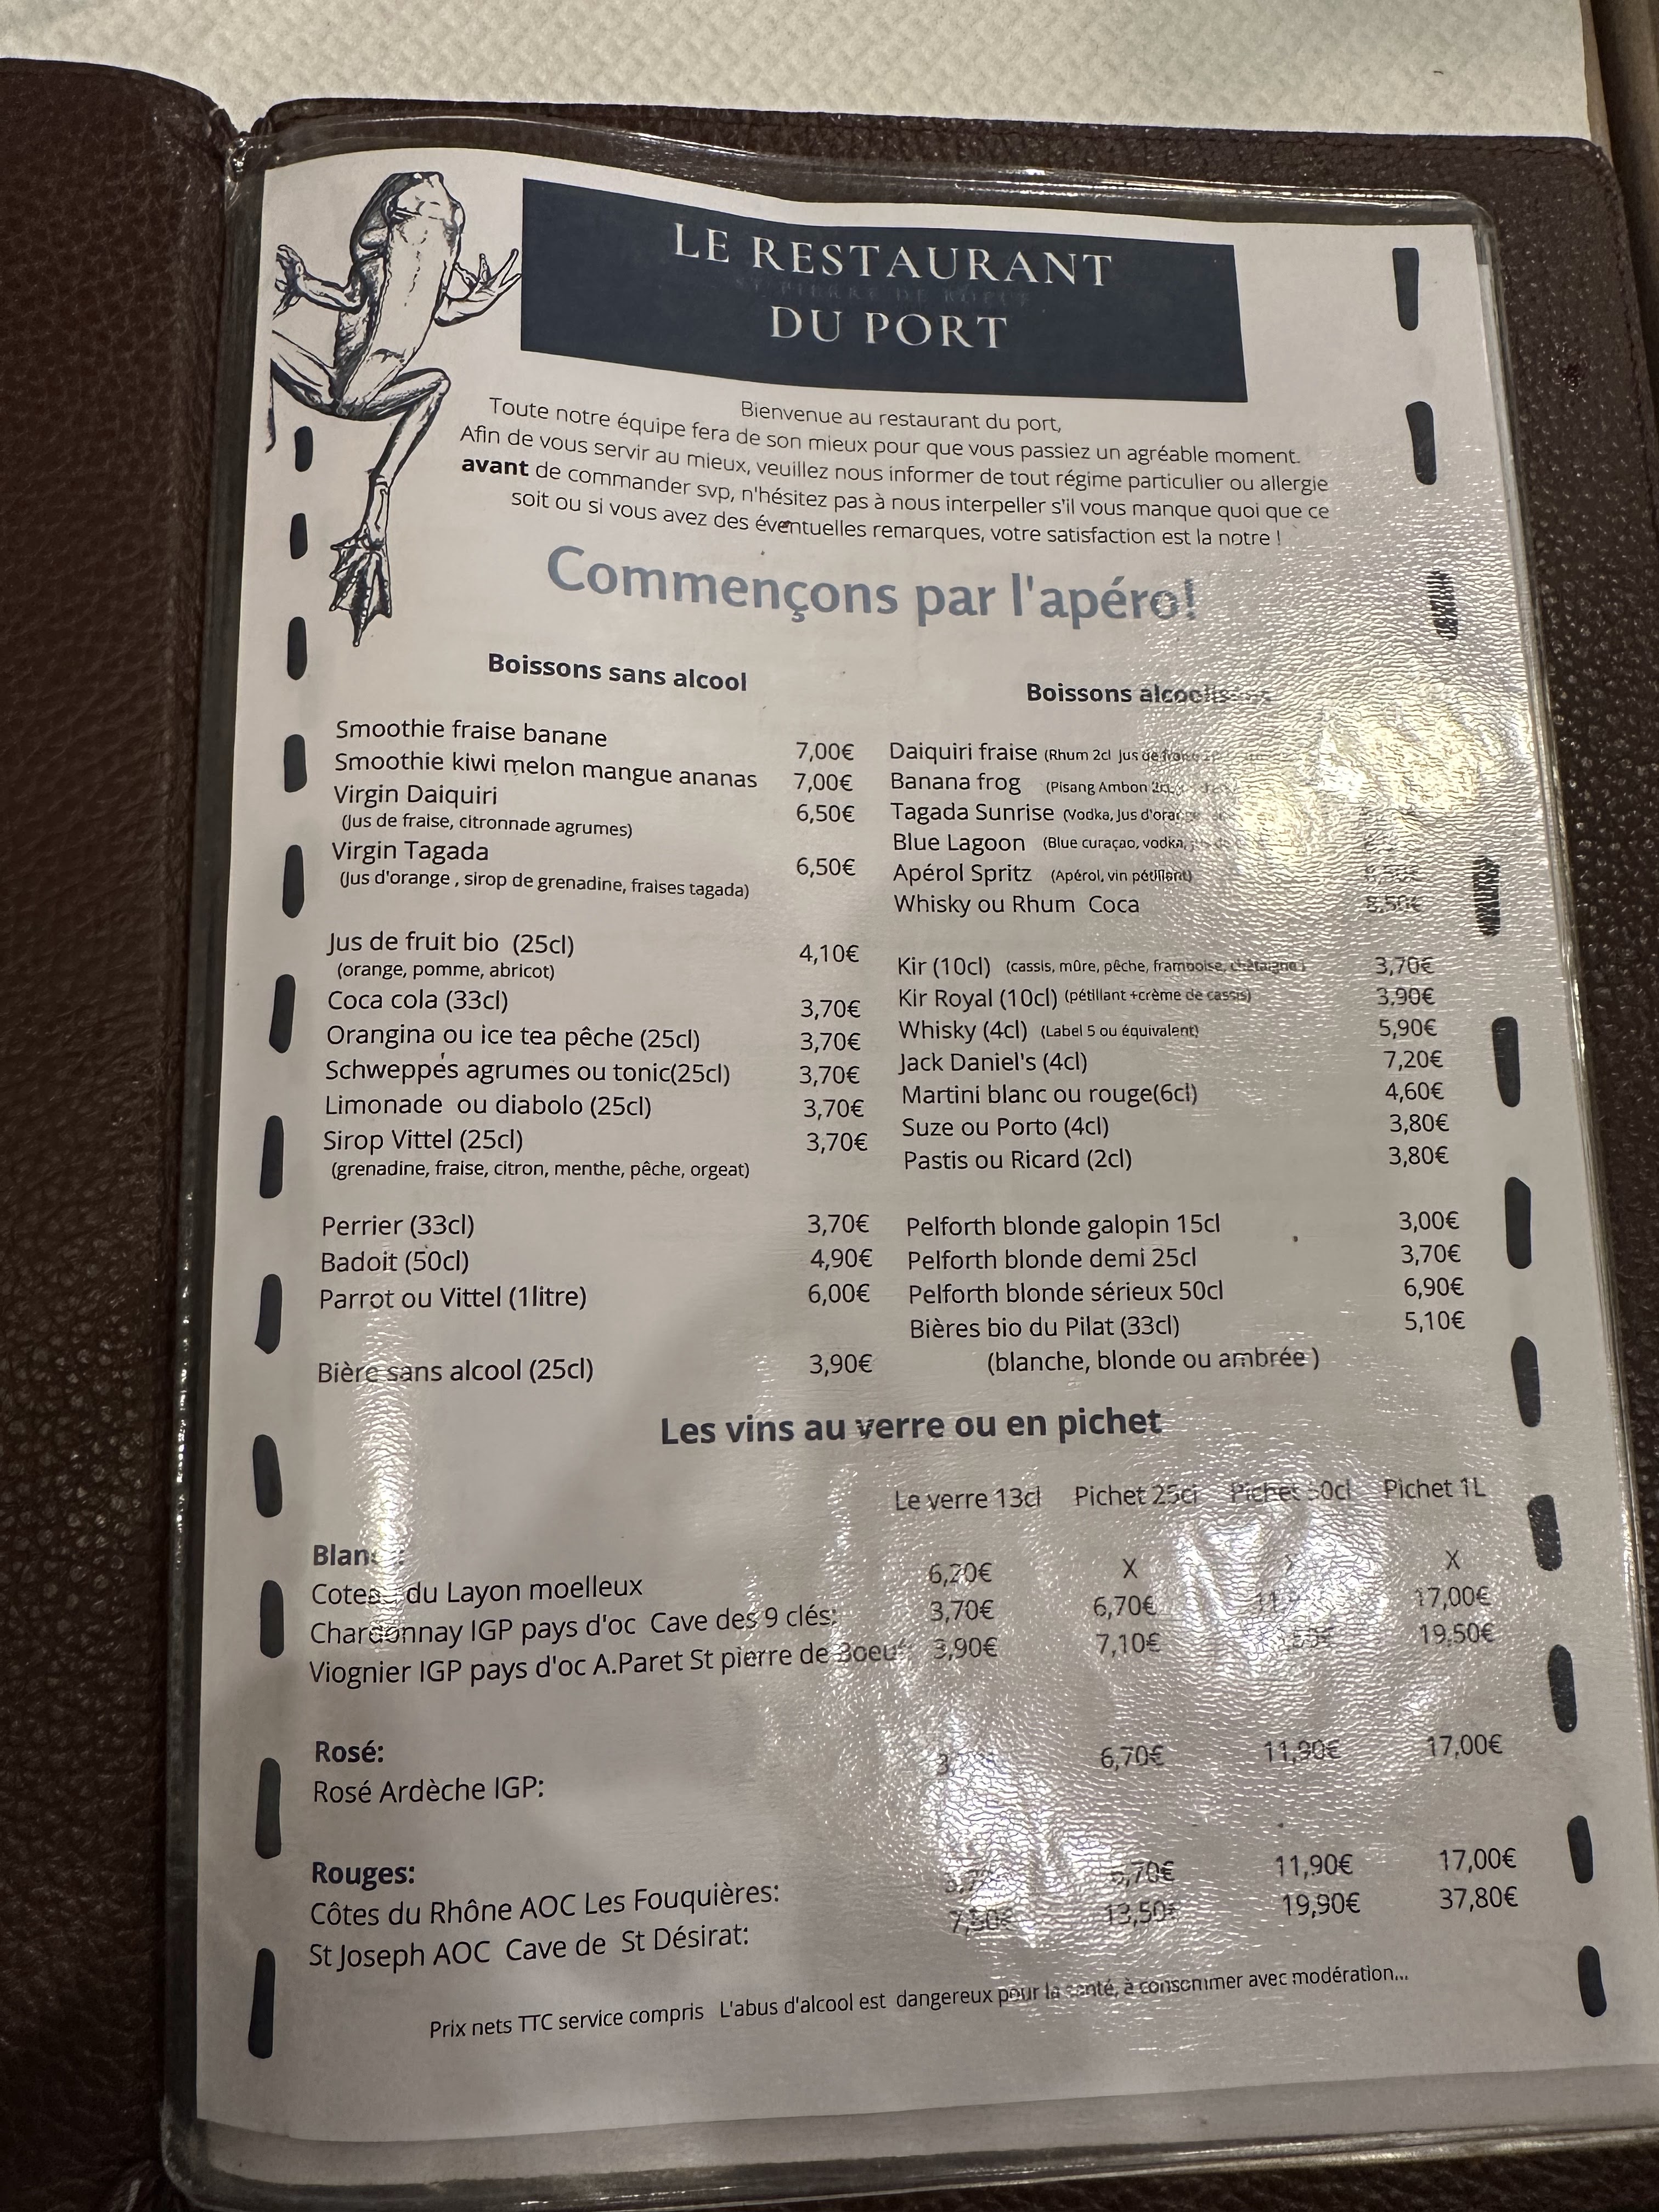 LE RESTAURANT
ST PIERRE DE BOEUF
DU PORT
Bienvenue au restaurant du port,
Toute notre équipe fera de son mieux pour que vous passiez un agréable moment.
Afin de vous servir au mieux, veuillez nous informer de tout régime particulier ou allergie
avant de commander svp, n'hésitez pas à nous interpeller s'il vous manque quoi que ce
soit ou si vous avez des éventuelles remarques, votre satisfaction est la notre !
Commençons par l'apéro!
Boissons sans alcool
Smoothie fraise banane 7,00€
Smoothie kiwi melon mangue ananas 7,00€
Virgin Daiquiri 6,50€
(Jus de fraise, citronnade agrumes)
Virgin Tagada 6,50€
(Jus d'orange , sirop de grenadine, fraises tagada)
Jus de fruit bio (25cl) 4,10€
(orange, pomme, abricot)
Coca cola (33cl) 3,70€
Orangina ou ice tea pêche (25cl) 3,70€
Schweppes agrumes ou tonic(25cl) 3,70€
Limonade ou diabolo (25cl) 3,70€
Sirop Vittel (25cl) 3,70€
(grenadine, fraise, citron, menthe, pêche, orgeat)
Perrier (33cl) 3,70€
Badoit (50cl) 4,90€
Parrot ou Vittel (1litre) 6,00€
Bière sans alcool (25cl) 3,90€
Boissons alcoolisées
Daiquiri fraise (Rhum 2cl Jus de
Banana frog (Pisang Ambon
Tagada Sunrise (Vodka, Jus d'orange
Blue Lagoon (Blue curaçao, vodka,
Apérol Spritz (Apérol, vin pétillant)
Whisky ou Rhum Coca 8,50€
Kir (10cl) (cassis, mûre, pêche, framboise, châtaigne ) 3,70€
Kir Royal (10cl) (pétillant +crème de cassis) 3,90€
Whisky (4cl) (Label 5 ou équivalent) 5,90€
Jack Daniel's (4cl) 7,20€
Martini blanc ou rouge(6cl) 4,60€
Suze ou Porto (4cl) 3,80€
Pastis ou Ricard (2cl) 3,80€
Pelforth blonde galopin 15cl 3,00€
Pelforth blonde demi 25cl 3,70€
Pelforth blonde sérieux 50cl 6,90€
Bières bio du Pilat (33cl) 5,10€
(blanche, blonde ou ambrée )
Les vins au verre ou en pichet
Le verre 13cl Pichet 25cl Pichet 50cl Pichet 1L
Cotes du Layon moelleux 6,20€ X X
Chardonnay IGP pays d'oc Cave des 9 clés: 3,70€ 6,70€ 17,00€
Viognier IGP pays d'oc A.Paret St pierre de Boeuf: 3,90€ 7,10€ 19,50€
Rosé:
Rosé Ardèche IGP: 6,70€ 11,90€ 17,00€
Rouges:
Côtes du Rhône AOC Les Fouquières: 11,90€ 17,00€
St Joseph AOC Cave de St Désirat: 7,50€ 13,50€ 19,90€ 37,80€
Prix nets TTC service compris L'abus d'alcool est dangereux pour la santé, à consommer avec modération...